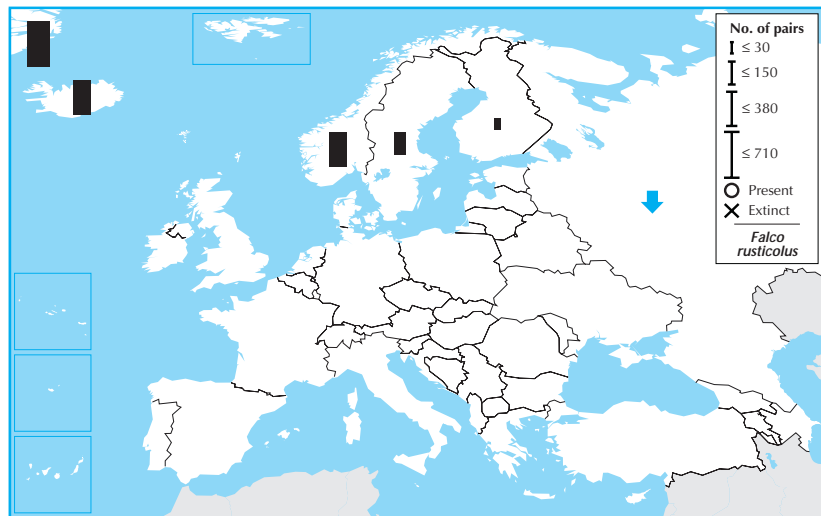 No. of pairs
≤ 30
≤ 150
≤ 380
≤ 710
Present
Extinct
Falco
rusticolus